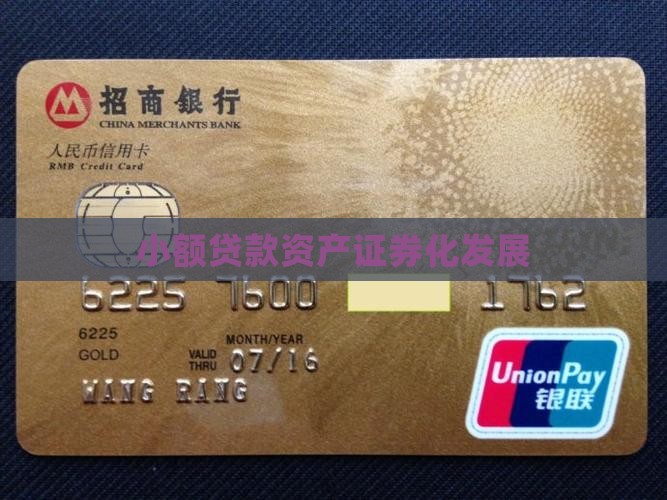 招商银行
CHINA MERCHANTS BANK
人民币信用卡
RMB Credit Card
小额贷款资产证券化发展
6225 7600 1762
6225
MONTH/YEAR
GOLD VALID THRU 07/16
WANG RANG
UnionPay
银联